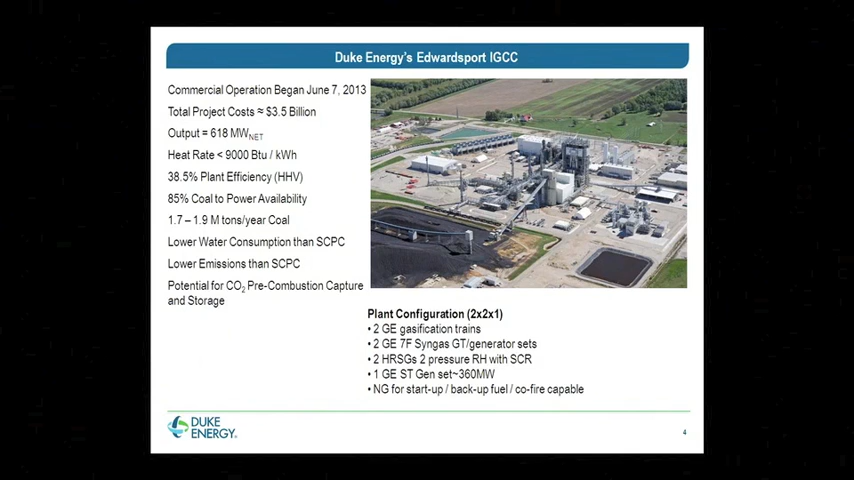 Duke Energy's Edwardsport IGCC
Commercial Operation Began June 7, 2013
Total Project Costs ≈ $3.5 Billion
Output = 618 MWNET
Heat Rate < 9000 Btu / kWh
38.5% Plant Efficiency (HHV)
85% Coal to Power Availability
1.7 – 1.9 M tons/year Coal
Lower Water Consumption than SCPC
Lower Emissions than SCPC
Potential for CO2 Pre-Combustion Capture
and Storage
Plant Configuration (2x2x1)
• 2 GE gasification trains
• 2 GE 7F Syngas GT/generator sets
• 2 HRSGs 2 pressure RH with SCR
• 1 GE ST Gen set~360MW
• NG for start-up / back-up fuel / co-fire capable
DUKE
ENERGY®
4